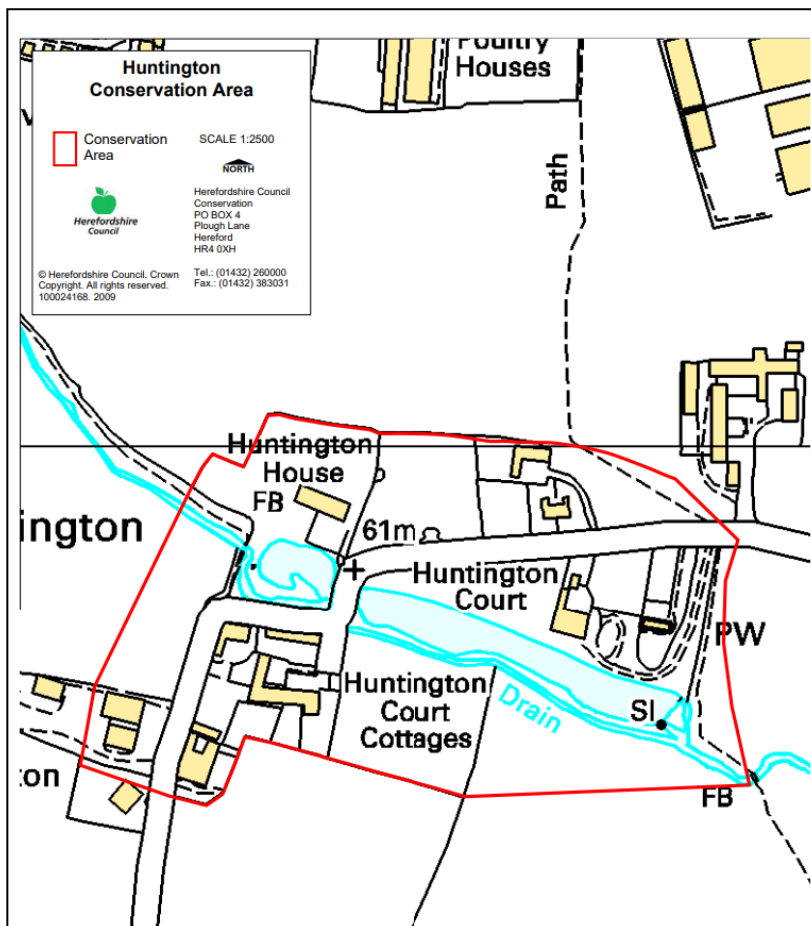 Huntington
Conservation Area
Conservation
Area
SCALE 1:2500
NORTH
Herefordshire
Council
Herefordshire Council
Conservation
PO BOX 4
Plough Lane
Hereford
HR4 0XH
© Herefordshire Council. Crown
Copyright. All rights reserved.
100024168. 2009
Tel.: (01432) 260000
Fax.: (01432) 383031
Poultry
Houses
Path
Huntington
House
FB
ington
61m
Huntington
Court
PW
Huntington
Court
Cottages
Drain
SI
ton
FB